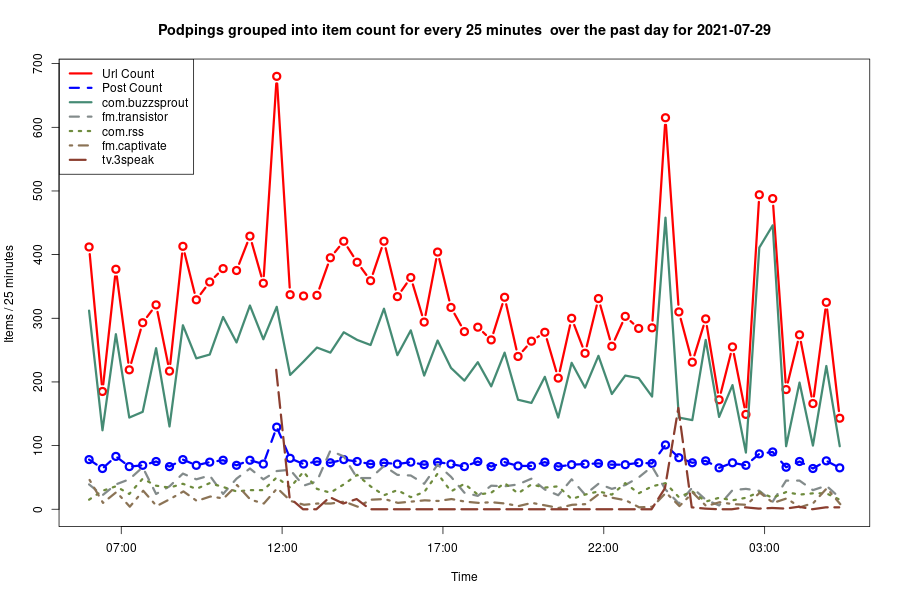 Podpings grouped into item count for every 25 minutes  over the past day for 2021-07-29
Url Count
Post Count
com.buzzsprout
fm.transistor
com.rss
fm.captivate
tv.3speak
Items / 25 minutes
700
600
500
400
300
200
100
0
07:00 12:00 17:00 22:00 03:00
Time